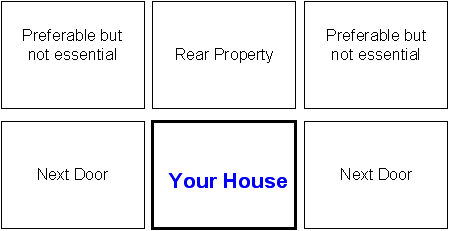 Preferable but
not essential
Rear Property
Preferable but
not essential
Next Door
Your House
Next Door